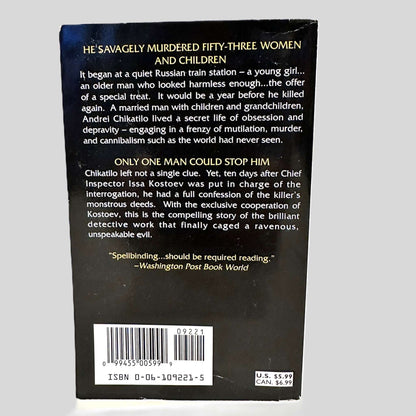 HE SAVAGELY MURDERED FIFTY-THREE WOMEN
AND CHILDREN
It began at a quiet Russian train station – a young girl...
an older man who looked harmless enough...the offer
of a special treat. It would be a year before he killed
again. A married man with children and grandchildren,
Andrei Chikatilo lived a secret life of obsession and
depravity – engaging in a frenzy of mutilation, murder,
and cannibalism such as the world had never seen.
ONLY ONE MAN COULD STOP HIM
Chikatilo left not a single clue. Yet, ten days after Chief
Inspector Issa Kostoev was put in charge of the
interrogation, he had a full confession of the killer's
monstrous deeds. With the exclusive cooperation of
Kostoev, this is the compelling story of the brilliant
detective work that finally caged a ravenous,
unspeakable evil.
"Spellbinding...should be required reading."
–Washington Post Book World
09221
0 99455 00599 9
ISBN 0-06-109221-5
U.S. $5.99
CAN. $6.99